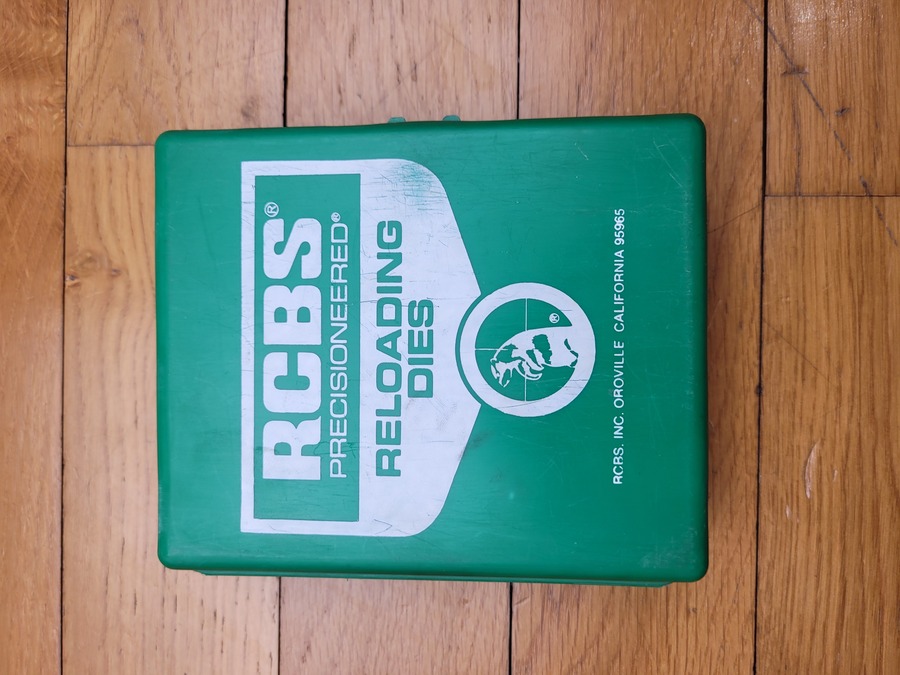 RCBS®
PRECISIONEERED®
RELOADING
DIES
®
RCBS. INC. OROVILLE CALIFORNIA 95965